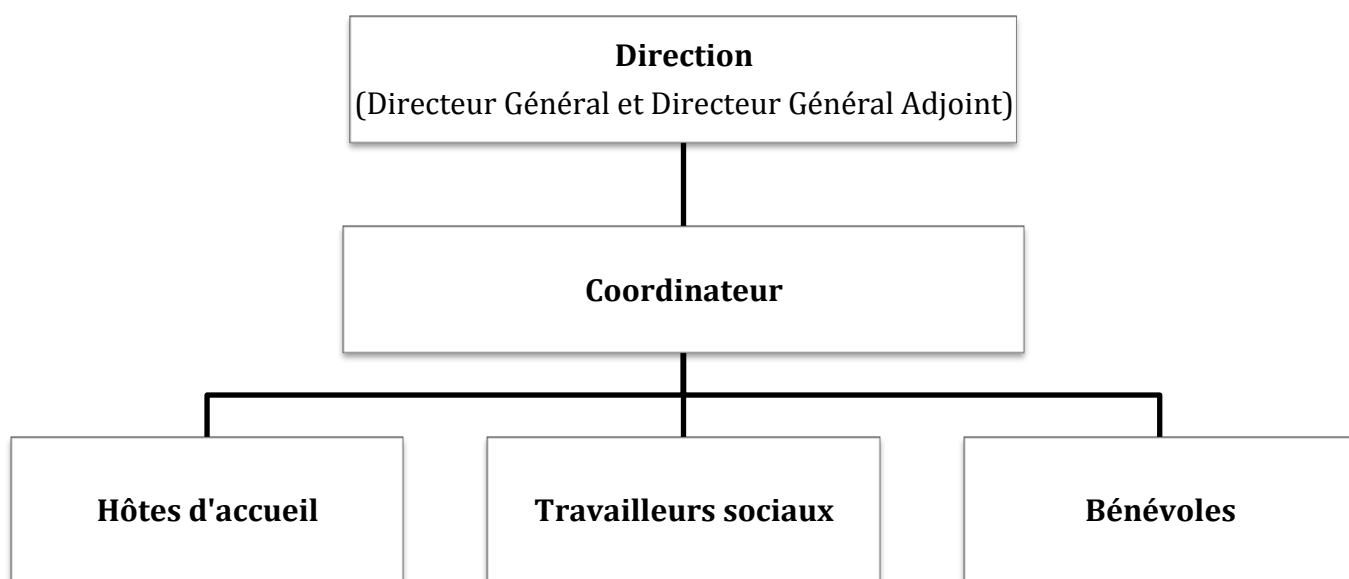 Direction
(Directeur Général et Directeur Général Adjoint)
Coordinateur
Hôtes d'accueil
Travailleurs sociaux
Bénévoles